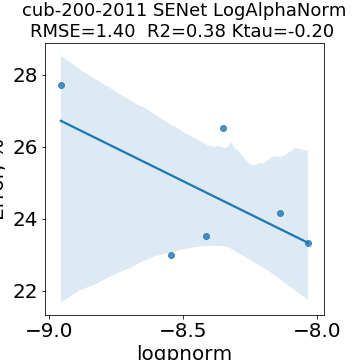 cub-200-2011 SENet LogAlphaNorm
RMSE=1.40 R2=0.38 Ktau=-0.20
28
26
24
22
−9.0 −8.5 −8.0
logpnorm